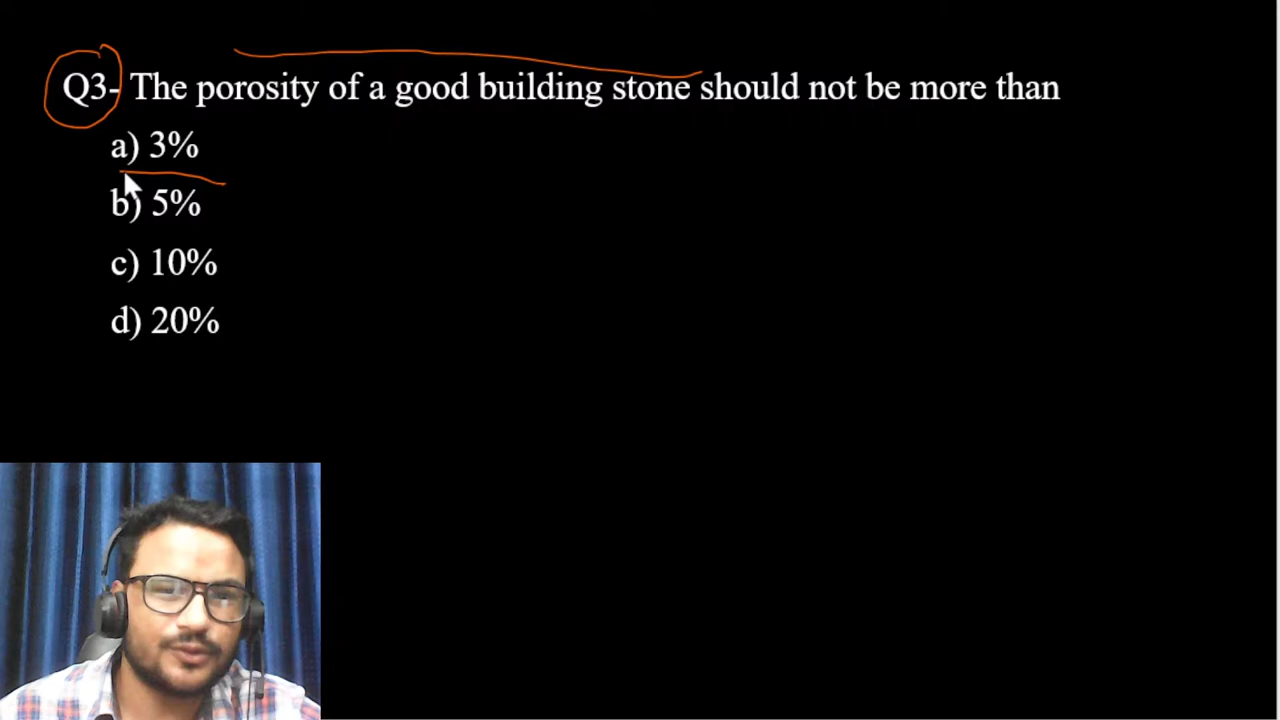 Q3- The porosity of a good building stone should not be more than
a) 3%
b) 5%
c) 10%
d) 20%